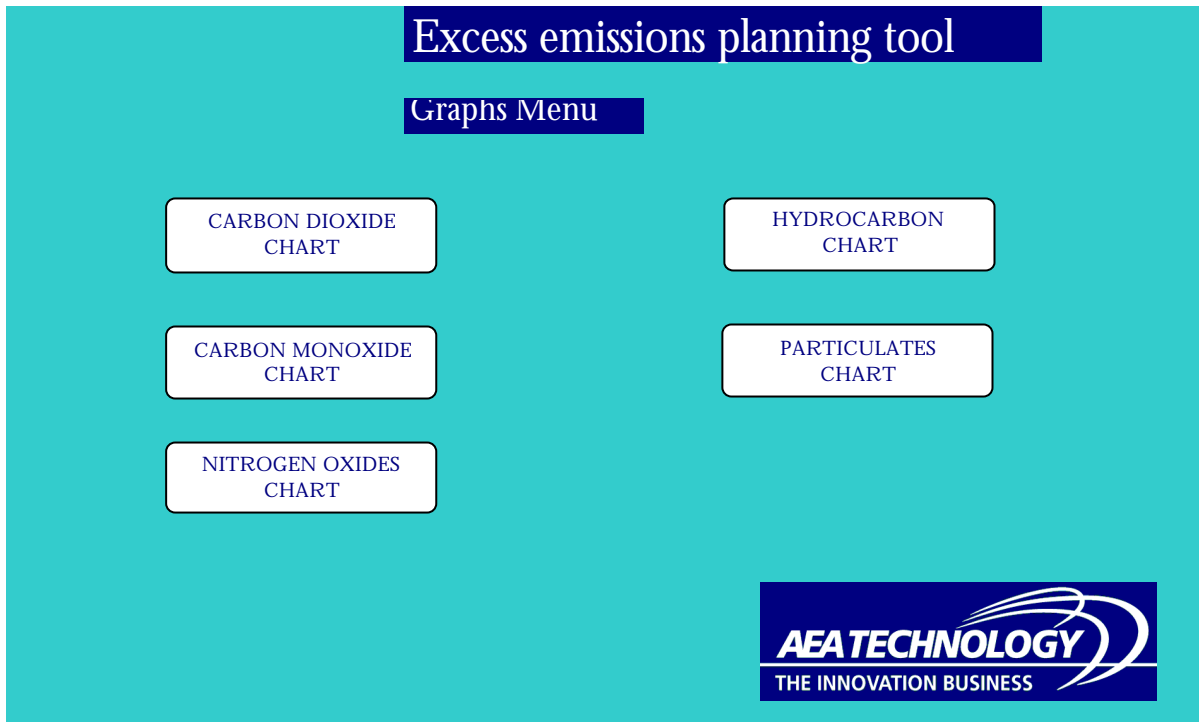 Excess emissions planning tool
Graphs Menu
CARBON DIOXIDE
CHART
HYDROCARBON
CHART
CARBON MONOXIDE
CHART
PARTICULATES
CHART
NITROGEN OXIDES
CHART
AEA TECHNOLOGY
THE INNOVATION BUSINESS